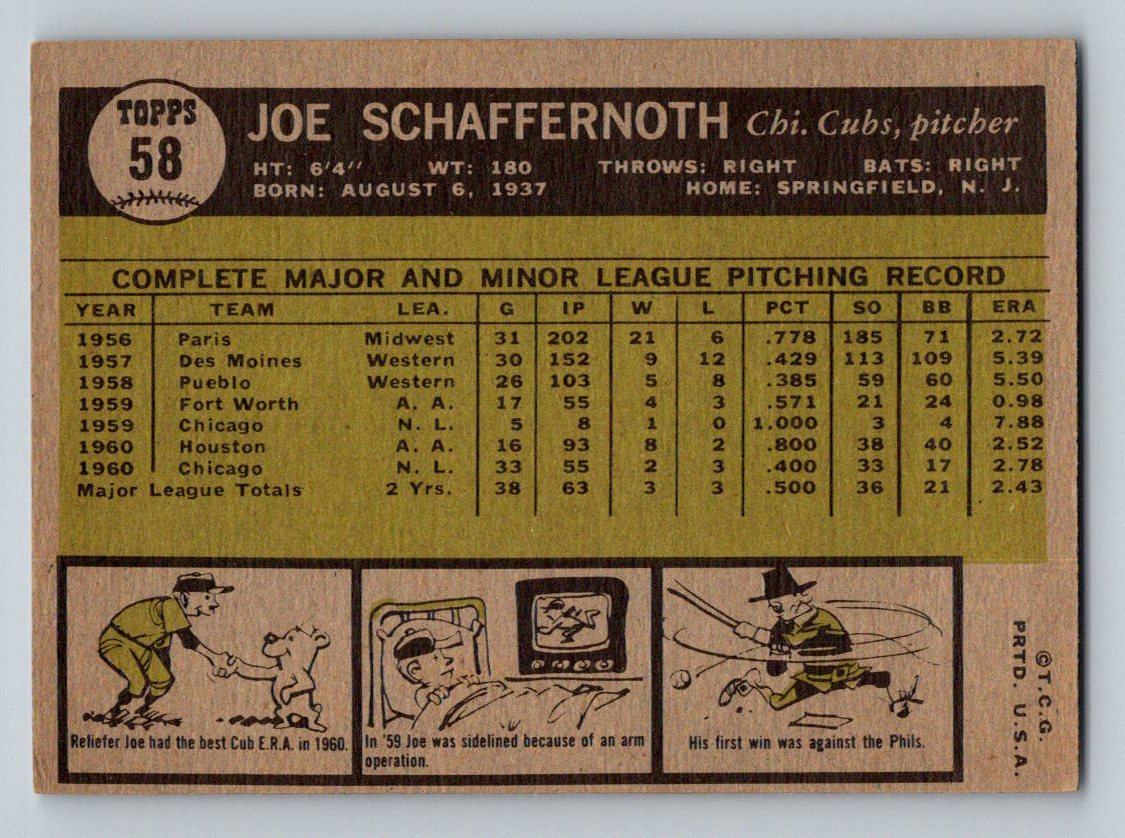 TOPPS
58
JOE SCHAFFERNOTH Chi. Cubs, pitcher
HT: 6'4" WT: 180 THROWS: RIGHT BATS: RIGHT
BORN: AUGUST 6, 1937 HOME: SPRINGFIELD, N. J.
COMPLETE MAJOR AND MINOR LEAGUE PITCHING RECORD
YEAR TEAM LEA. G IP W L PCT SO BB ERA
1956 Paris Midwest 31 202 21 6 .778 185 71 2.72
1957 Des Moines Western 30 152 9 12 .429 113 109 5.39
1958 Pueblo Western 26 103 5 8 .385 59 60 5.50
1959 Fort Worth A. A. 17 55 4 3 .571 21 24 0.98
1959 Chicago N. L. 5 8 1 0 1.000 3 4 7.88
1960 Houston A. A. 16 93 8 2 .800 38 40 2.52
1960 Chicago N. L. 33 55 2 3 .400 33 17 2.78
Major League Totals 2 Yrs. 38 63 3 3 .500 36 21 2.43
Reliefer Joe had the best Cub E.R.A. in 1960.
In '59 Joe was sidelined because of an arm
operation.
His first win was against the Phils.
©T.C.G.
PRTD. U.S.A.